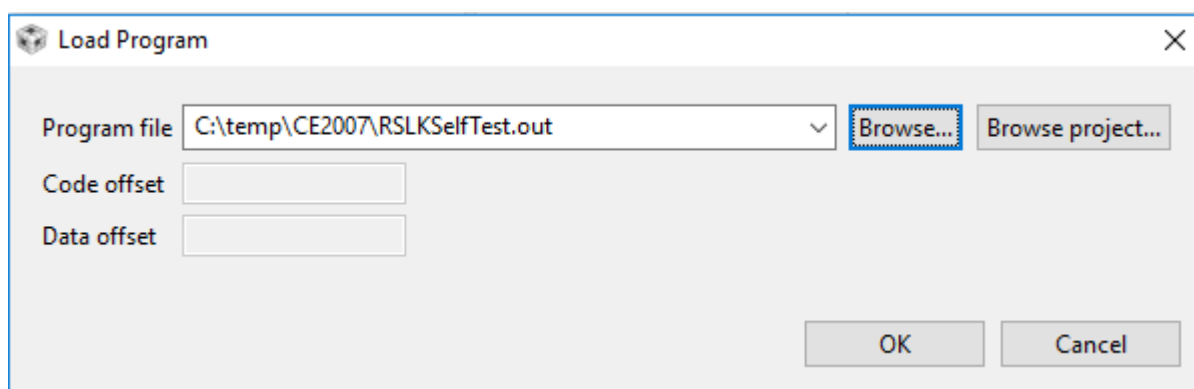 Load Program
Program file C:\temp\CE2007\RSLKSelfTest.out Browse... Browse project...
Code offset
Data offset
OK Cancel